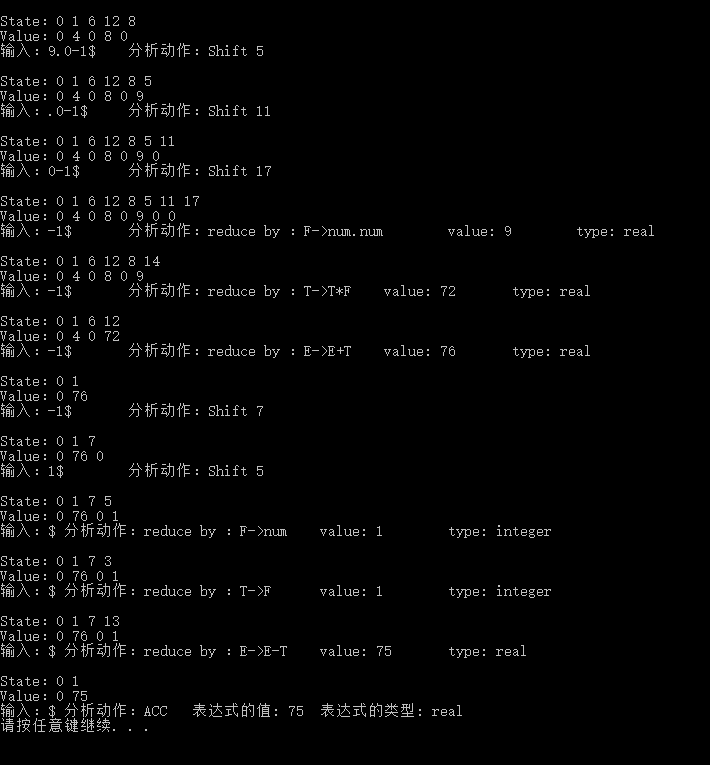 State: 0 1 6 12 8
Value: 0 4 0 8 0
输入: 9.0-1$ 分析动作: Shift 5
State: 0 1 6 12 8 5
Value: 0 4 0 8 0 9
输入: .0-1$ 分析动作: Shift 11
State: 0 1 6 12 8 5 11
Value: 0 4 0 8 0 9 0
输入: 0-1$ 分析动作: Shift 17
State: 0 1 6 12 8 5 11 17
Value: 0 4 0 8 0 9 0 0
输入: -1$ 分析动作: reduce by : F->num.num value: 9 type: real
State: 0 1 6 12 8 14
Value: 0 4 0 8 0 9
输入: -1$ 分析动作: reduce by : T->T*F value: 72 type: real
State: 0 1 6 12
Value: 0 4 0 72
输入: -1$ 分析动作: reduce by : E->E+T value: 76 type: real
State: 0 1
Value: 0 76
输入: -1$ 分析动作: Shift 7
State: 0 1 7
Value: 0 76 0
输入: 1$ 分析动作: Shift 5
State: 0 1 7 5
Value: 0 76 0 1
输入: $ 分析动作: reduce by : F->num value: 1 type: integer
State: 0 1 7 3
Value: 0 76 0 1
输入: $ 分析动作: reduce by : T->F value: 1 type: integer
State: 0 1 7 13
Value: 0 76 0 1
输入: $ 分析动作: reduce by : E->E-T value: 75 type: real
State: 0 1
Value: 0 75
输入: $ 分析动作: ACC 表达式的值: 75 表达式的类型: real
请按任意键继续. . .